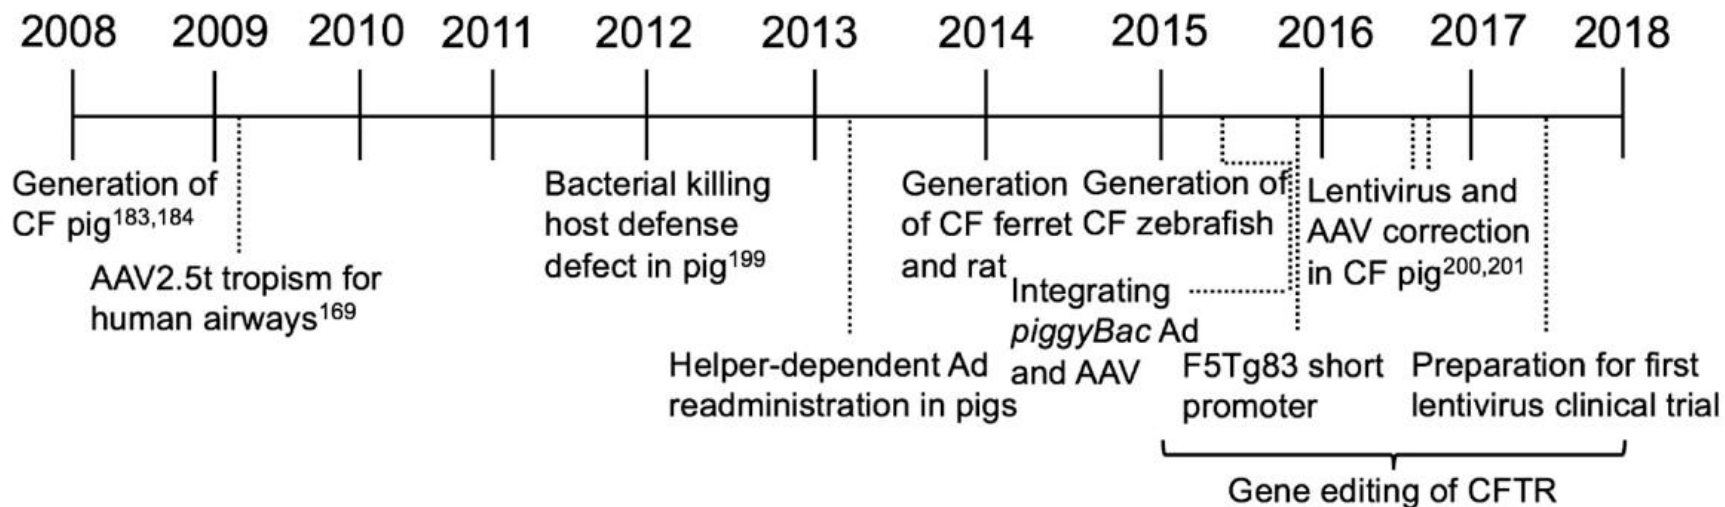 2008 2009 2010 2011 2012 2013 2014 2015 2016 2017 2018
Generation of
CF pig183,184
AAV2.5t tropism for
human airways169
Bacterial killing
host defense
defect in pig199
Helper-dependent Ad
readministration in pigs
Generation
of CF ferret
and rat
Integrating
piggyBac Ad
and AAV
Generation of
CF zebrafish
F5Tg83 short
promoter
Lentivirus and
AAV correction
in CF pig200,201
Preparation for first
lentivirus clinical trial
Gene editing of CFTR